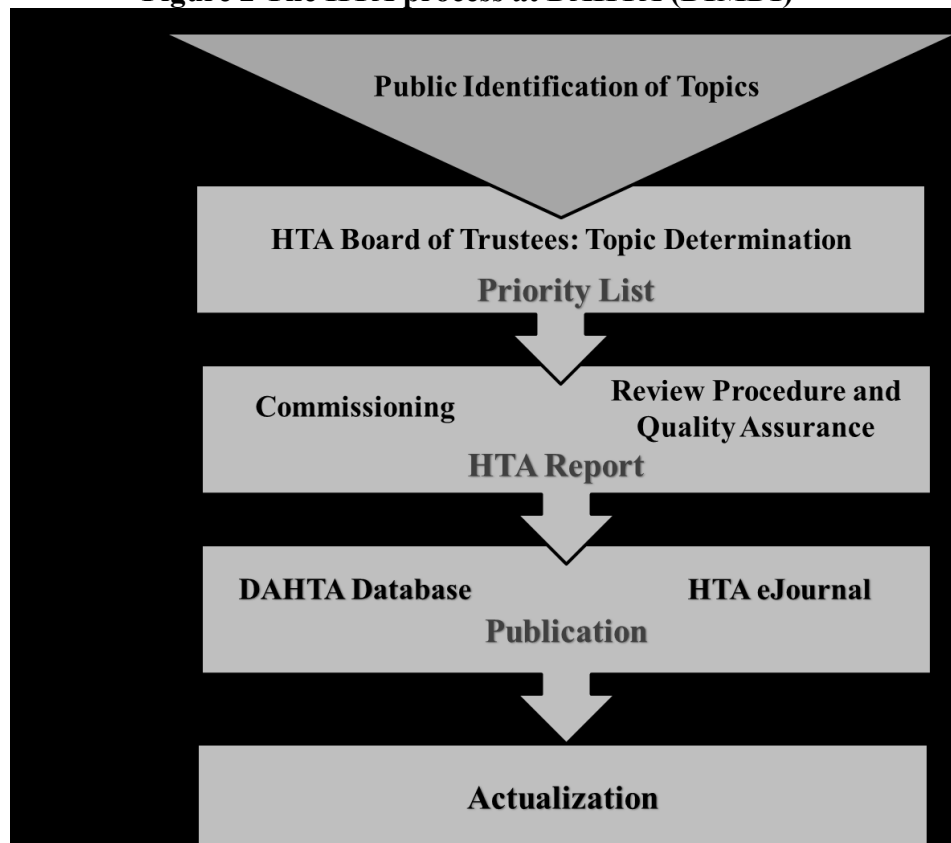 Public Identification of Topics
HTA Board of Trustees: Topic Determination
Priority List
Commissioning
Review Procedure and
Quality Assurance
HTA Report
DAHTA Database
HTA eJournal
Publication
Actualization